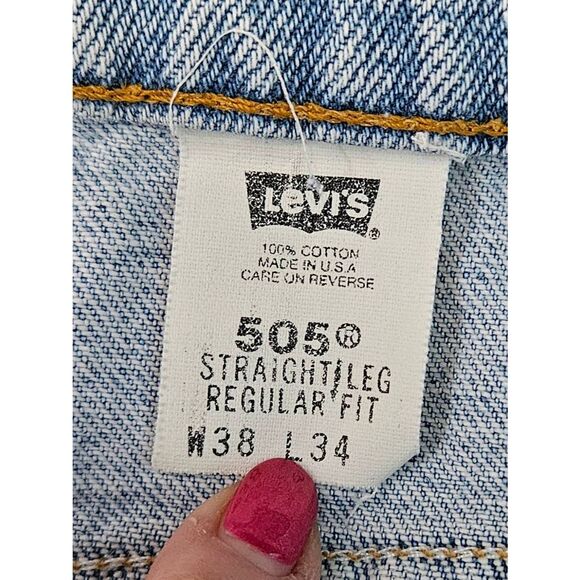 Levi's ®
100% COTTON
MADE IN U.S.A
CARE ON REVERSE
505®
STRAIGHT/LEG
REGULAR FIT
W38 L34